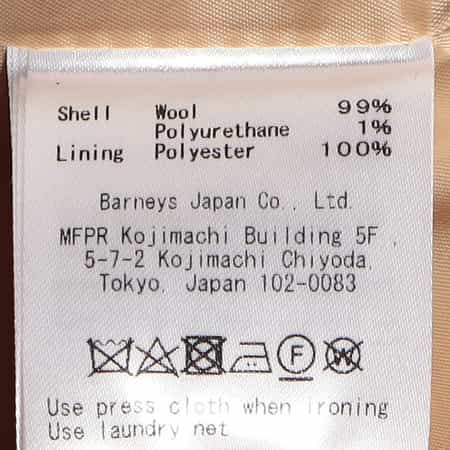 Shell Wool 99%
Polyurethane 1%
Lining Polyester 100%
Barneys Japan Co., Ltd.
MFPR Kojimachi Building 5F,
5-7-2 Kojimachi Chiyoda,
Tokyo, Japan 102-0083
F W
Use press cloth when ironing
Use laundry net